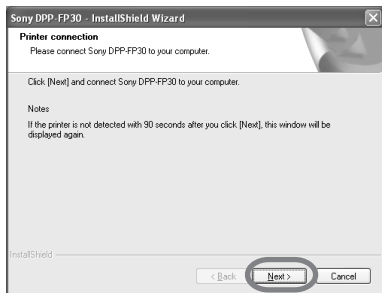 Sony DPP-FP30 - InstallShield Wizard
Printer connection
Please connect Sony DPP-FP30 to your computer.
Click [Next] and connect Sony DPP-FP30 to your computer.
Notes
If the printer is not detected with 90 seconds after you click [Next], this window will be
displayed again.
InstallShield
< Back
Next >
Cancel